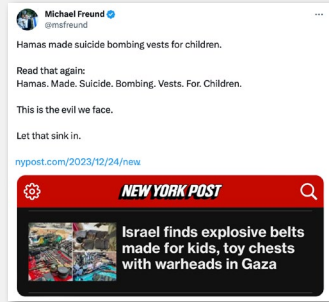 Michael Freund
@msfreund
Hamas made suicide bombing vests for children.
Read that again:
Hamas. Made. Suicide. Bombing. Vests. For. Children.
This is the evil we face.
Let that sink in.
nypost.com/2023/12/24/new
NEW YORK POST
Israel finds explosive belts
made for kids, toy chests
with warheads in Gaza